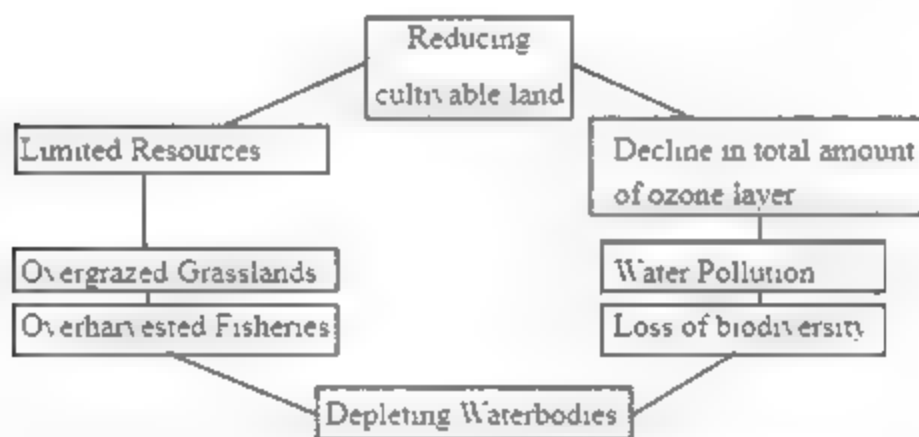 Reducing
cultivable land
Limited Resources
Decline in total amount
of ozone layer
Overgrazed Grasslands
Water Pollution
Overharvested Fisheries
Loss of biodiversity
Depleting Waterbodies